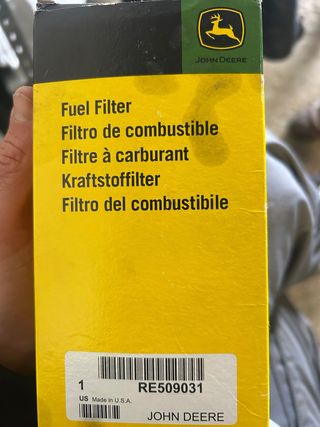 JOHN DEERE
Fuel Filter
Filtro de combustible
Filtre à carburant
Kraftstoffilter
Filtro del combustibile
1 RE509031
US Made in U.S.A.
JOHN DEERE